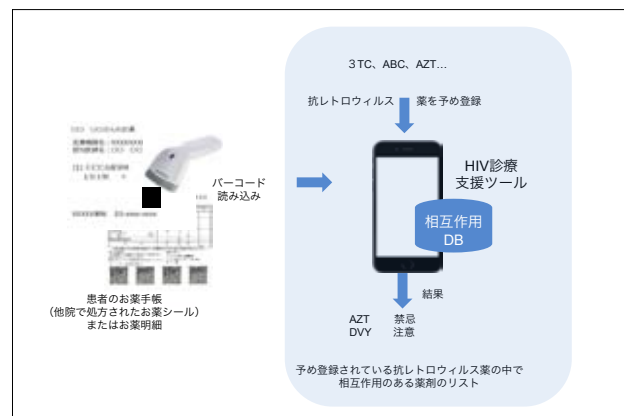 3TC、ABC、AZT…
抗レトロウィルス 薬を予め登録
バーコード
読み込み
HIV診療
支援ツール
相互作用
DB
患者のお薬手帳
（他院で処方されたお薬シール）
またはお薬明細
結果
AZT 禁忌
DVY 注意
予め登録されている抗レトロウィルス薬の中で
相互作用のある薬剤のリスト